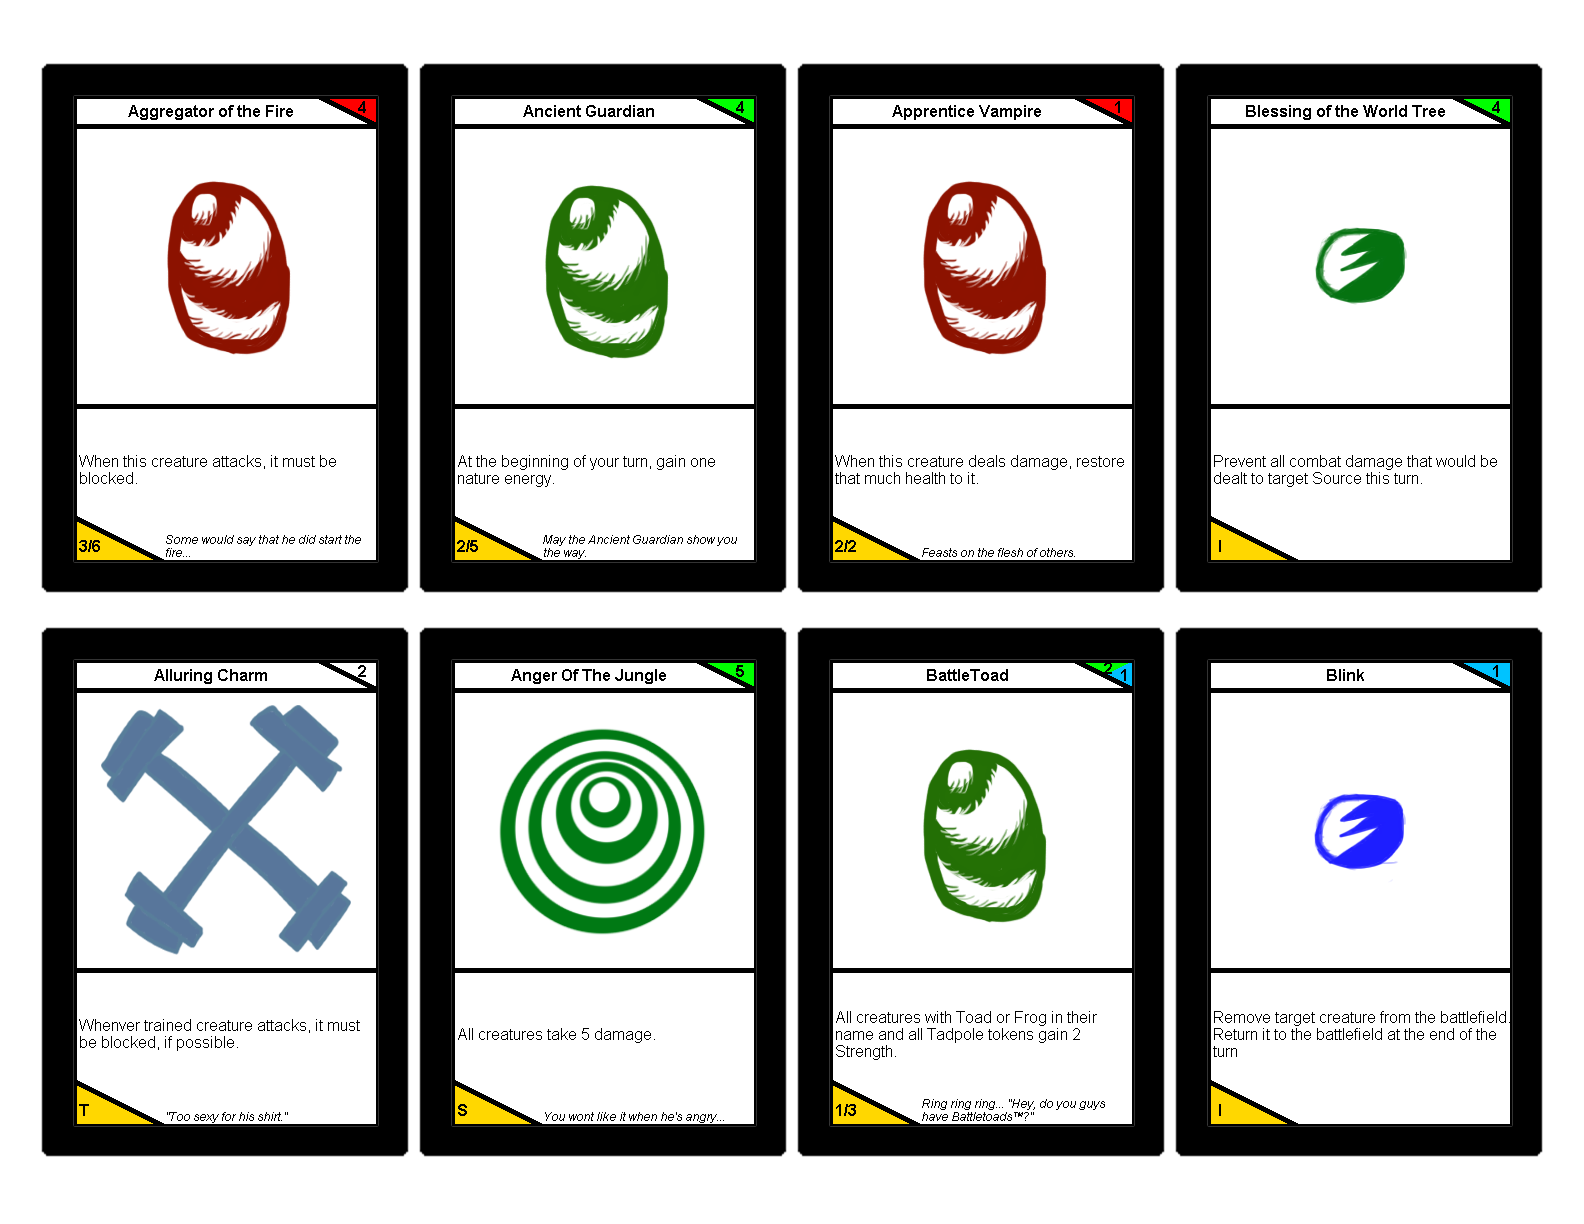 Aggregator of the Fire
4
When this creature attacks, it must be
blocked.
3/6
Some would say that he did start the
fire...
Ancient Guardian
4
At the beginning of your turn, gain one
nature energy.
2/5
May the Ancient Guardian show you
the way.
Apprentice Vampire
1
When this creature deals damage, restore
that much health to it.
2/2
Feasts on the flesh of others.
Blessing of the World Tree
4
Prevent all combat damage that would be
dealt to target Source this turn.
I
Alluring Charm
2
Whenver trained creature attacks, it must
be blocked, if possible.
T
"Too sexy for his shirt."
Anger Of The Jungle
5
All creatures take 5 damage.
S
You wont like it when he's angry...
BattleToad
2
1
All creatures with Toad or Frog in their
name and all Tadpole tokens gain 2
Strength.
1/3
Ring ring ring... "Hey, do you guys
have Battletoads™?"
Blink
1
Remove target creature from the battlefield.
Return it to the battlefield at the end of the
turn
I